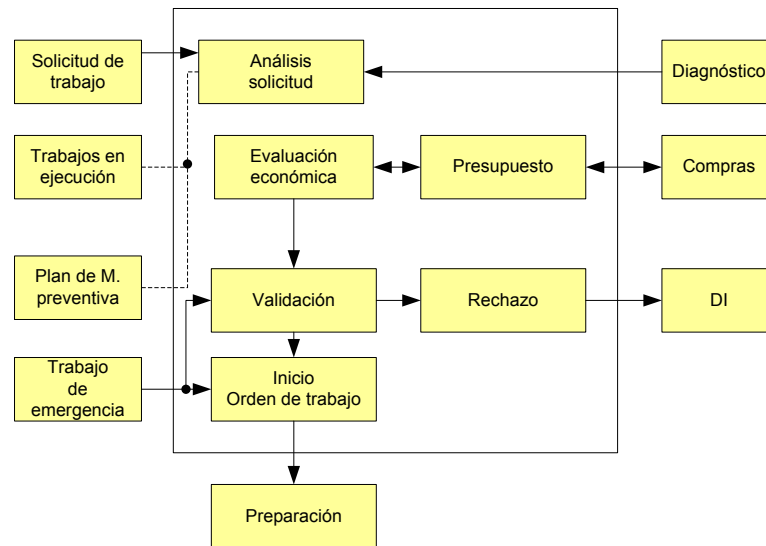 Solicitud de
trabajo
Análisis
solicitud
Diagnóstico
Trabajos en
ejecución
Evaluación
económica
Presupuesto
Compras
Plan de M.
preventiva
Validación
Rechazo
DI
Trabajo
de
emergencia
Inicio
Orden de trabajo
Preparación